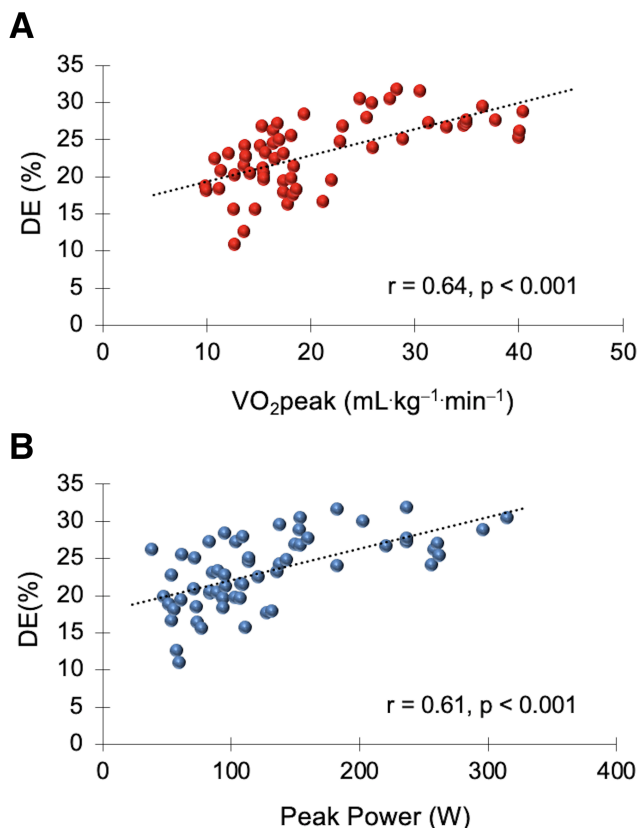 A
35
30
25
20
15
10
5
0
DE (%)
r = 0.64, p < 0.001
0 10 20 30 40 50
VO₂peak (mL·kg⁻¹·min⁻¹)
B
35
30
25
20
15
10
5
0
DE(%)
r = 0.61, p < 0.001
0 100 200 300 400
Peak Power (W)